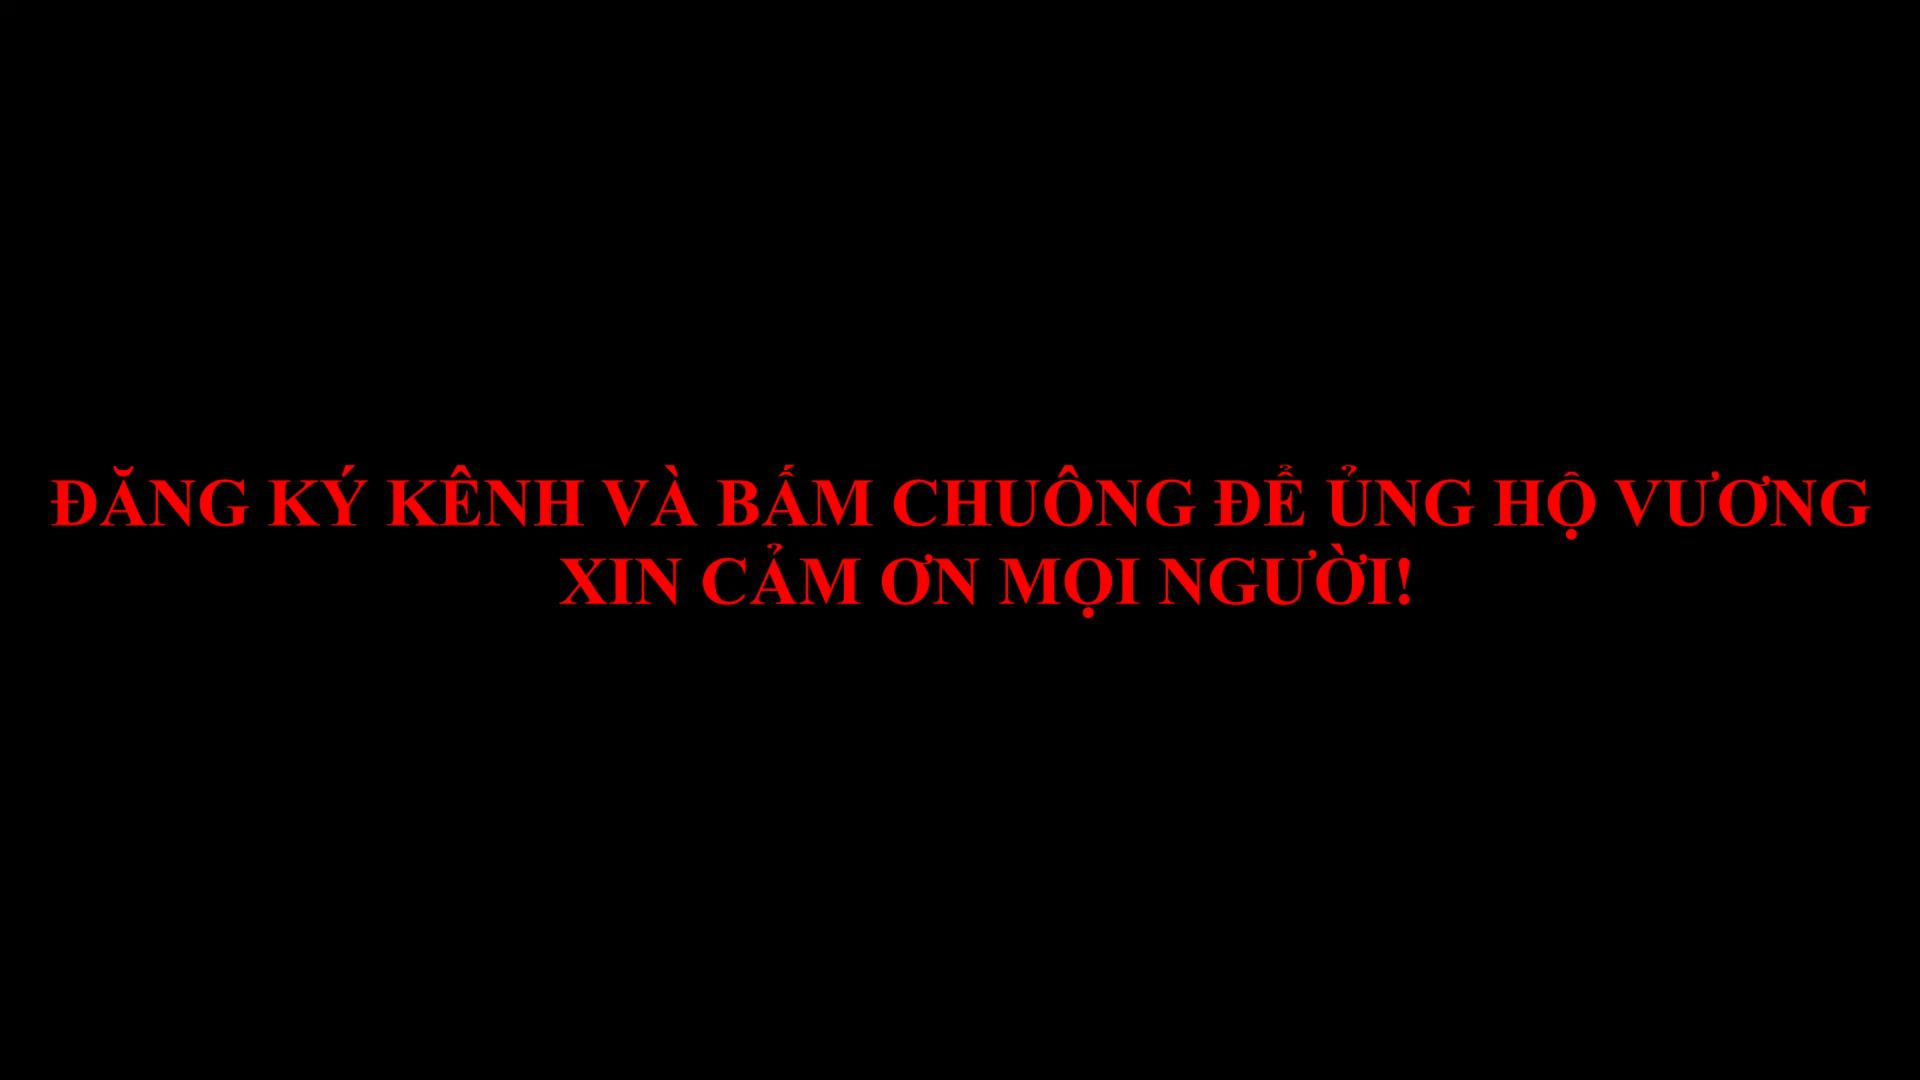 ĐĂNG KÝ KÊNH VÀ BẤM CHUÔNG ĐỂ ỦNG HỘ VƯƠNG
XIN CẢM ƠN MỌI NGƯỜI!